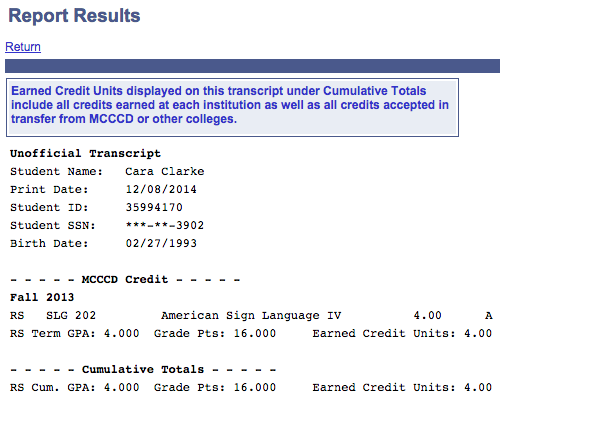 Report Results
Return
Earned Credit Units displayed on this transcript under Cumulative Totals
include all credits earned at each institution as well as all credits accepted in
transfer from MCCCD or other colleges.
Unofficial Transcript
Student Name: Cara Clarke
Print Date: 12/08/2014
Student ID: 35994170
Student SSN: ***-**-3902
Birth Date: 02/27/1993
- - - - - MCCCD Credit - - - - -
Fall 2013
RS SLG 202 American Sign Language IV 4.00 A
RS Term GPA: 4.000 Grade Pts: 16.000 Earned Credit Units: 4.00
- - - - - Cumulative Totals - - - - -
RS Cum. GPA: 4.000 Grade Pts: 16.000 Earned Credit Units: 4.00